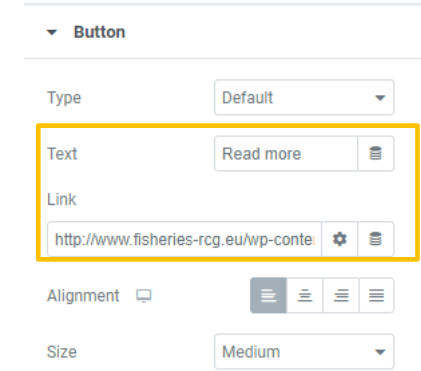 Button
Type Default
Text Read more
Link
http://www.fisheries-rcg.eu/wp-conte
Alignment
Size Medium